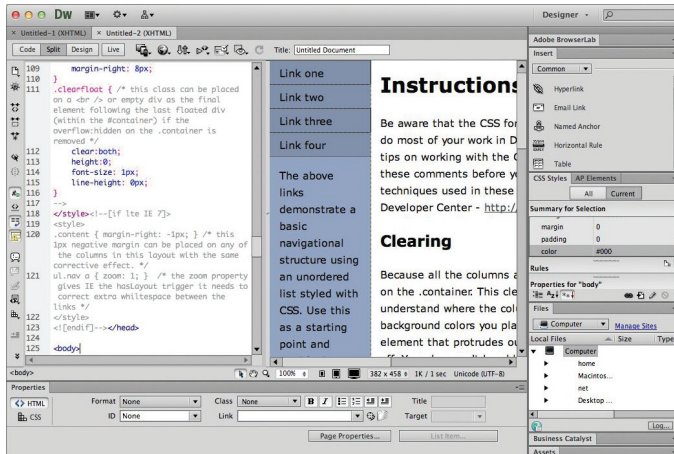 Dw
Designer
× Untitled-1 (XHTML) × Untitled-2 (XHTML)
Code Split Design Live Title: Untitled Document
109 margin-right: 8px;
110 }
111 .clearfloat { /* this class can be placed
on a <br /> or empty div as the final
element following the last floated div
(within the #container) if the
overflow:hidden on the .container is
removed */
112 clear:both;
113 height:0;
114 font-size: 1px;
115 line-height: 0px;
116 }
117 -->
118 </style><!--[if lte IE 7]>
119 <style>
120 .content { margin-right: -1px; } /* this
1px negative margin can be placed on any of
the columns in this layout with the same
corrective effect. */
121 ul.nav a { zoom: 1; } /* the zoom property
gives IE the hasLayout trigger it needs to
correct extra whiltespace between the
links */
122 </style>
123 <![endif]--></head>
124
125 <body>
Link one
Link two
Link three
Link four
The above
links
demonstrate a
basic
navigational
structure using
an unordered
list styled with
CSS. Use this
as a starting
point and
Instructions
Be aware that the CSS for
do most of your work in D
tips on working with the C
these comments before y
techniques used in these
Developer Center - http://
Clearing
Because all the columns a
on the .container. This cle
understand where the colu
background colors you pla
element that protrudes ou
<body> 100% 382 x 458 1K / 1 sec Unicode (UTF-8)
Properties
<> HTML Format None Class None B I Title
CSS ID None Link Target
Page Properties... List Item...
Adobe BrowserLab
Insert
Common
Hyperlink
Email Link
Named Anchor
Horizontal Rule
Table
CSS Styles AP Elements
All Current
Summary for Selection
margin 0
padding 0
color #000
Rules
Properties for "body"
Files
Computer Manage Sites
Local Files Size Type
Computer
home
Macintos...
net
Desktop ...
Log...
Business Catalyst
Assets